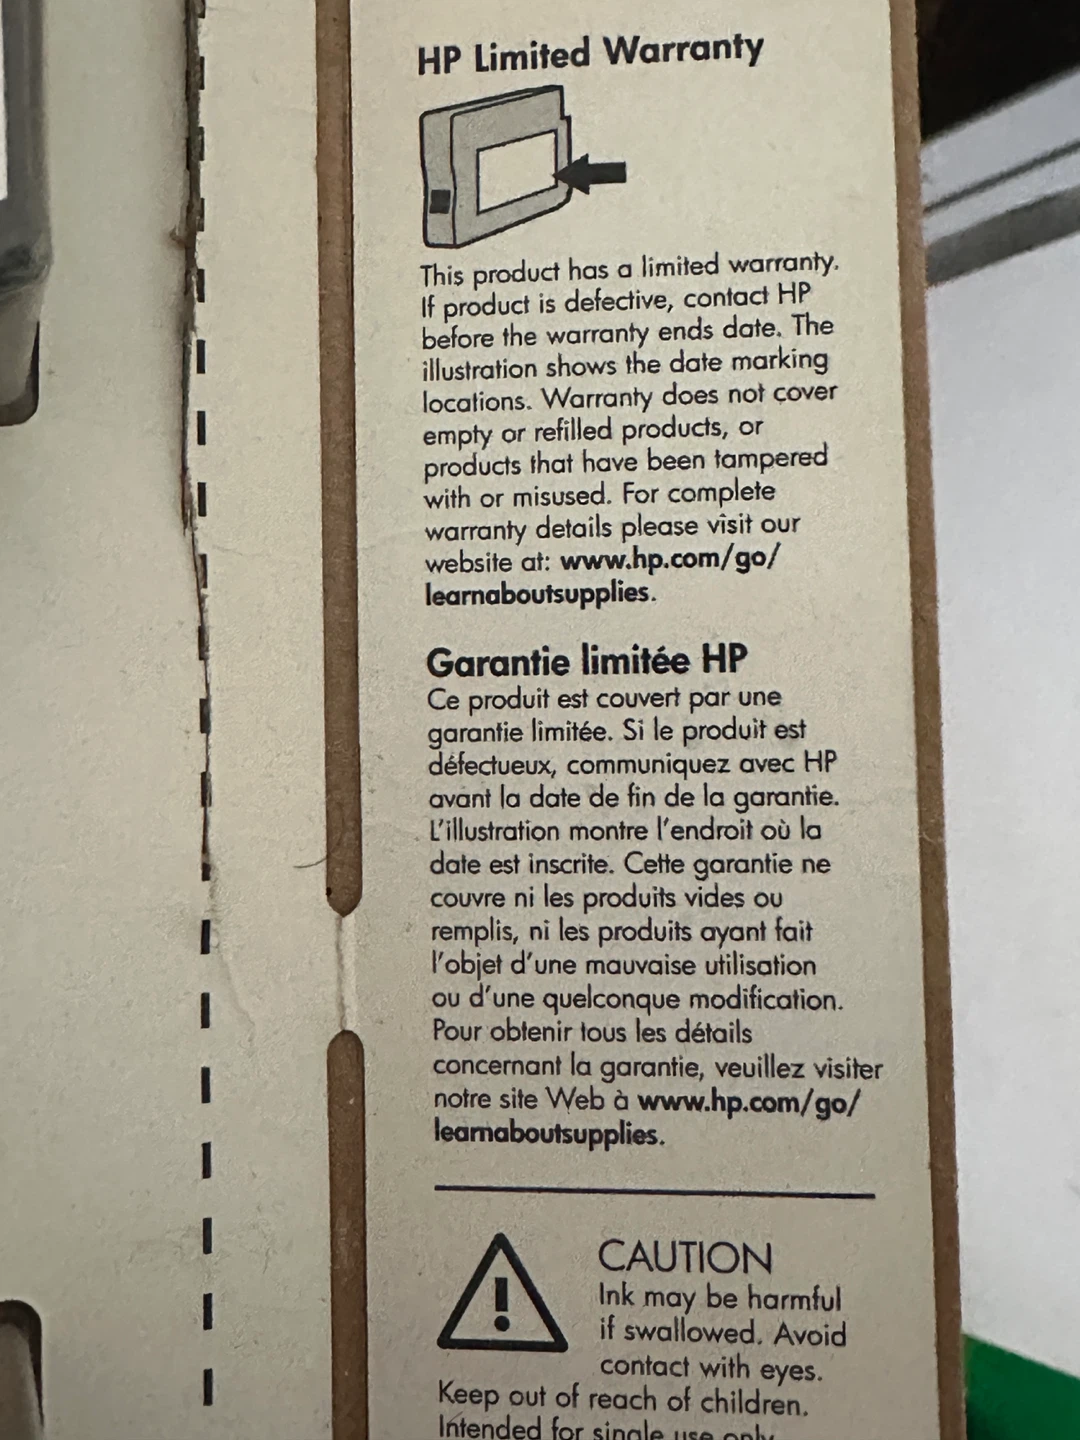 HP Limited Warranty
This product has a limited warranty.
If product is defective, contact HP
before the warranty ends date. The
illustration shows the date marking
locations. Warranty does not cover
empty or refilled products, or
products that have been tampered
with or misused. For complete
warranty details please visit our
website at: www.hp.com/go/
learnaboutsupplies.
Garantie limitée HP
Ce produit est couvert par une
garantie limitée. Si le produit est
défectueux, communiquez avec HP
avant la date de fin de la garantie.
L'illustration montre l'endroit où la
date est inscrite. Cette garantie ne
couvre ni les produits vides ou
remplis, ni les produits ayant fait
l'objet d'une mauvaise utilisation
ou d'une quelconque modification.
Pour obtenir tous les détails
concernant la garantie, veuillez visiter
notre site Web à www.hp.com/go/
learnaboutsupplies.
CAUTION
Ink may be harmful
if swallowed. Avoid
contact with eyes.
Keep out of reach of children.
Intended for single use only.